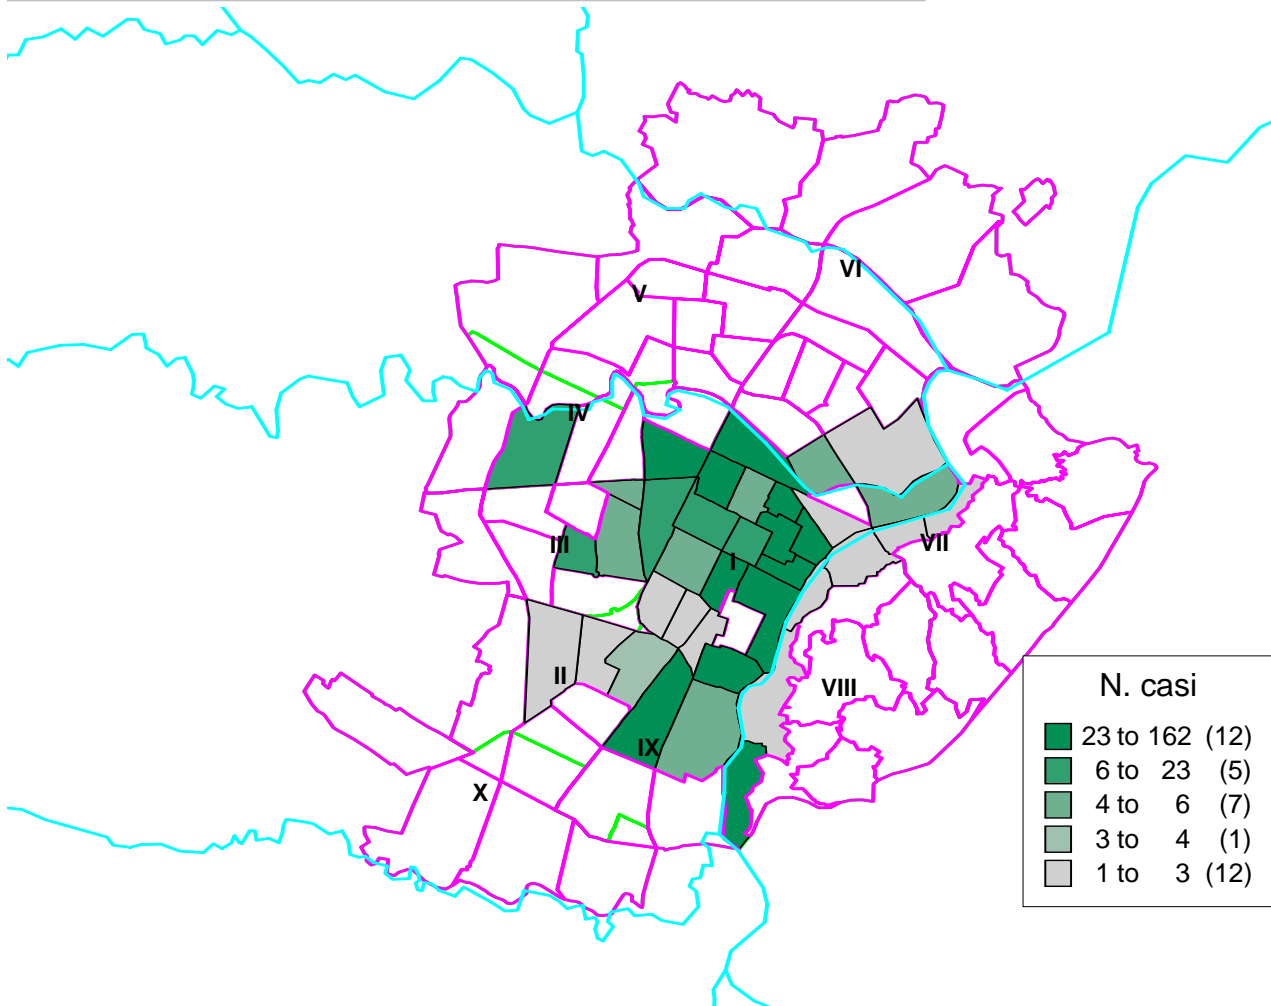 VI
V
IV
III
VII
I
II
VIII
IX
X
N. casi
23 to 162 (12)
6 to 23 (5)
4 to 6 (7)
3 to 4 (1)
1 to 3 (12)